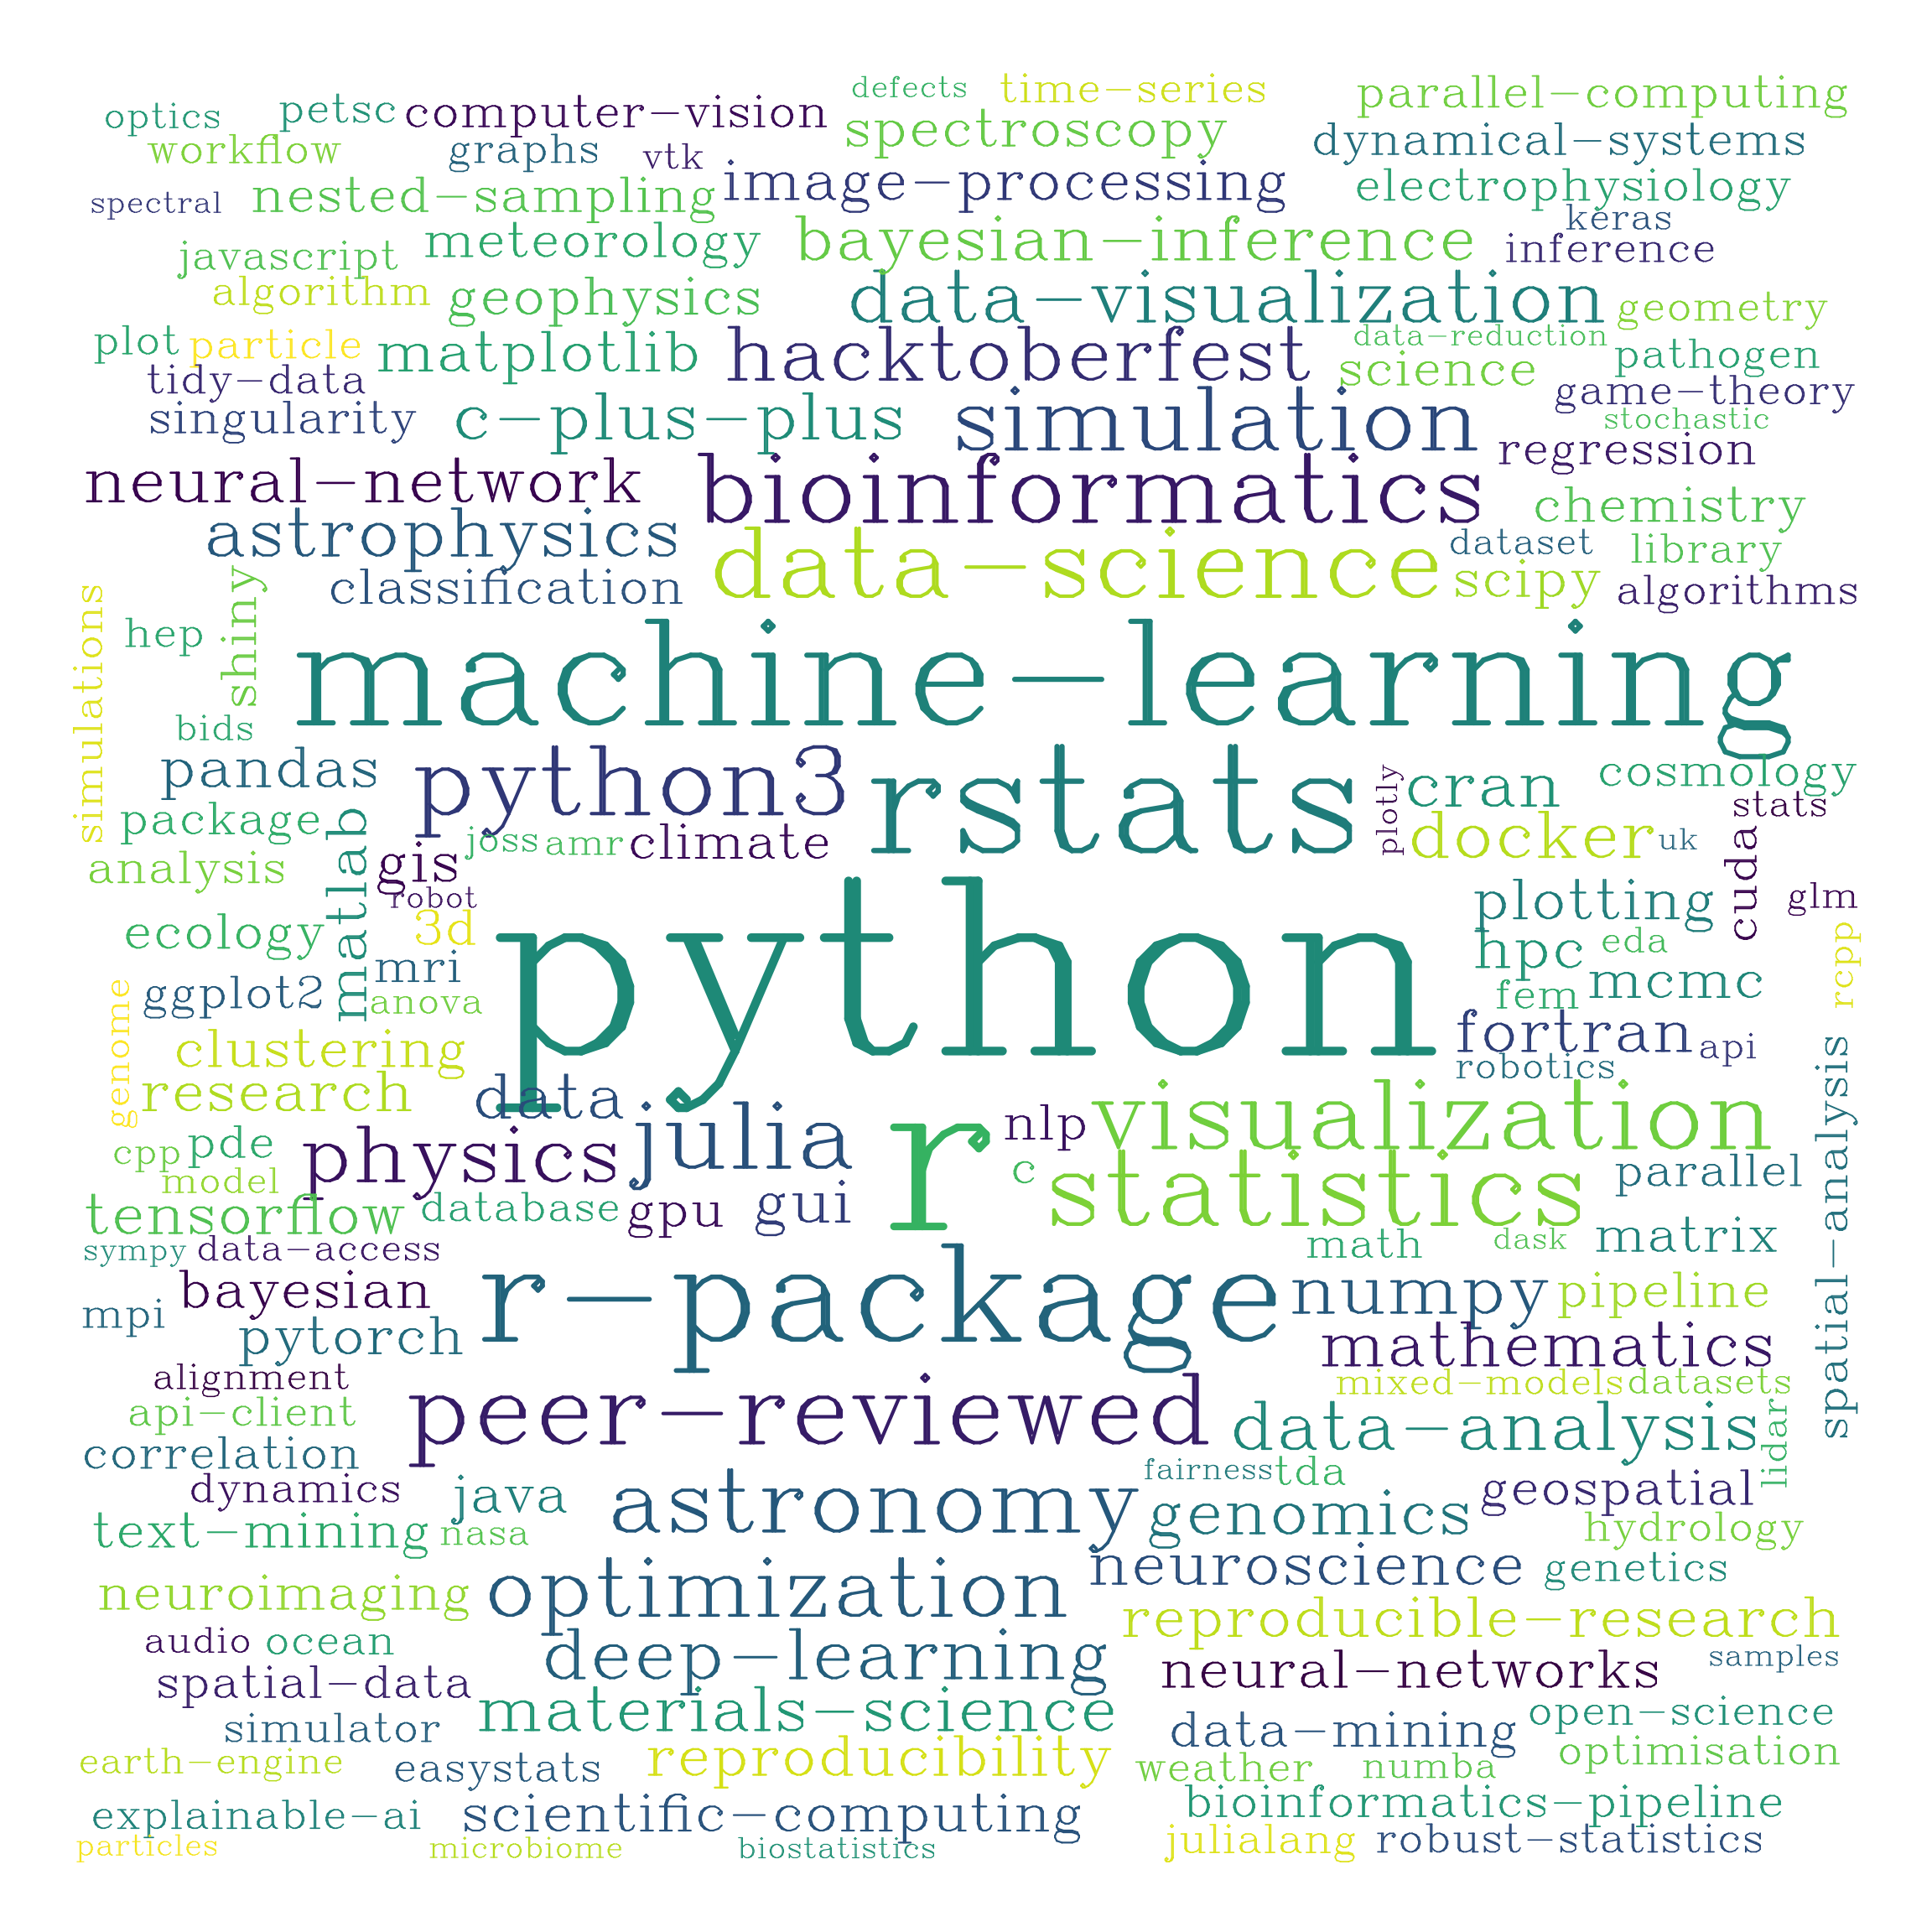 defects
time-series
parallel-computing
optics
petsc
computer-vision
spectroscopy
dynamical-systems
workflow
graphs
vtk
image-processing
electrophysiology
spectral
nested-sampling
keras
javascript
meteorology
bayesian-inference
inference
algorithm
geophysics
data-visualization
geometry
plot
particle
matplotlib
hacktoberfest
data-reduction
science
pathogen
tidy-data
game-theory
singularity
c-plus-plus
simulation
stochastic
regression
neural-network
bioinformatics
chemistry
astrophysics
data-science
dataset
library
classification
scipy
algorithms
simulations
hep
shiny
machine-learning
bids
pandas
python3
rstats
plotly
cran
cosmology
stats
package
matlab
joss
amr
climate
docker
uk
cuda
analysis
gis
robot
plotting
glm
ecology
3d
python
hpc
eda
rcpp
mri
mcmc
genome
ggplot2
anova
fem
clustering
fortran
api
robotics
spatial-analysis
research
data
julia
r
nlp
visualization
cpp
pde
physics
c
statistics
parallel
model
tensorflow
database
gpu
gui
math
dask
matrix
sympy
data-access
bayesian
r-package
numpy
pipeline
mpi
pytorch
mathematics
alignment
mixed-models
datasets
api-client
peer-reviewed
data-analysis
lidar
correlation
fairness
tda
dynamics
java
astronomy
genomics
geospatial
text-mining
nasa
hydrology
neuroscience
genetics
neuroimaging
optimization
reproducible-research
audio
ocean
deep-learning
neural-networks
samples
spatial-data
materials-science
open-science
simulator
data-mining
earth-engine
easystats
reproducibility
weather
numba
optimisation
explainable-ai
scientific-computing
bioinformatics-pipeline
particles
microbiome
biostatistics
julialang
robust-statistics